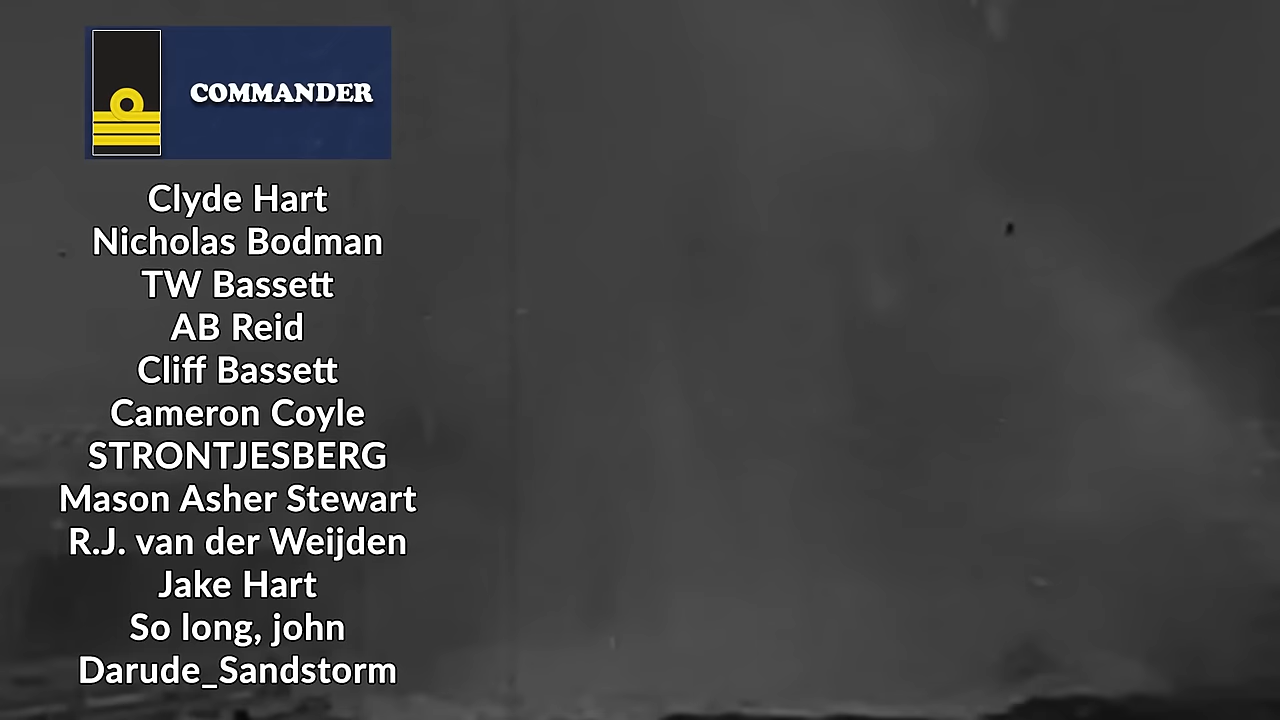 COMMANDER
Clyde Hart
Nicholas Bodman
TW Bassett
AB Reid
Cliff Bassett
Cameron Coyle
STRONTJESBERG
Mason Asher Stewart
R.J. van der Weijden
Jake Hart
So long, john
Darude_Sandstorm